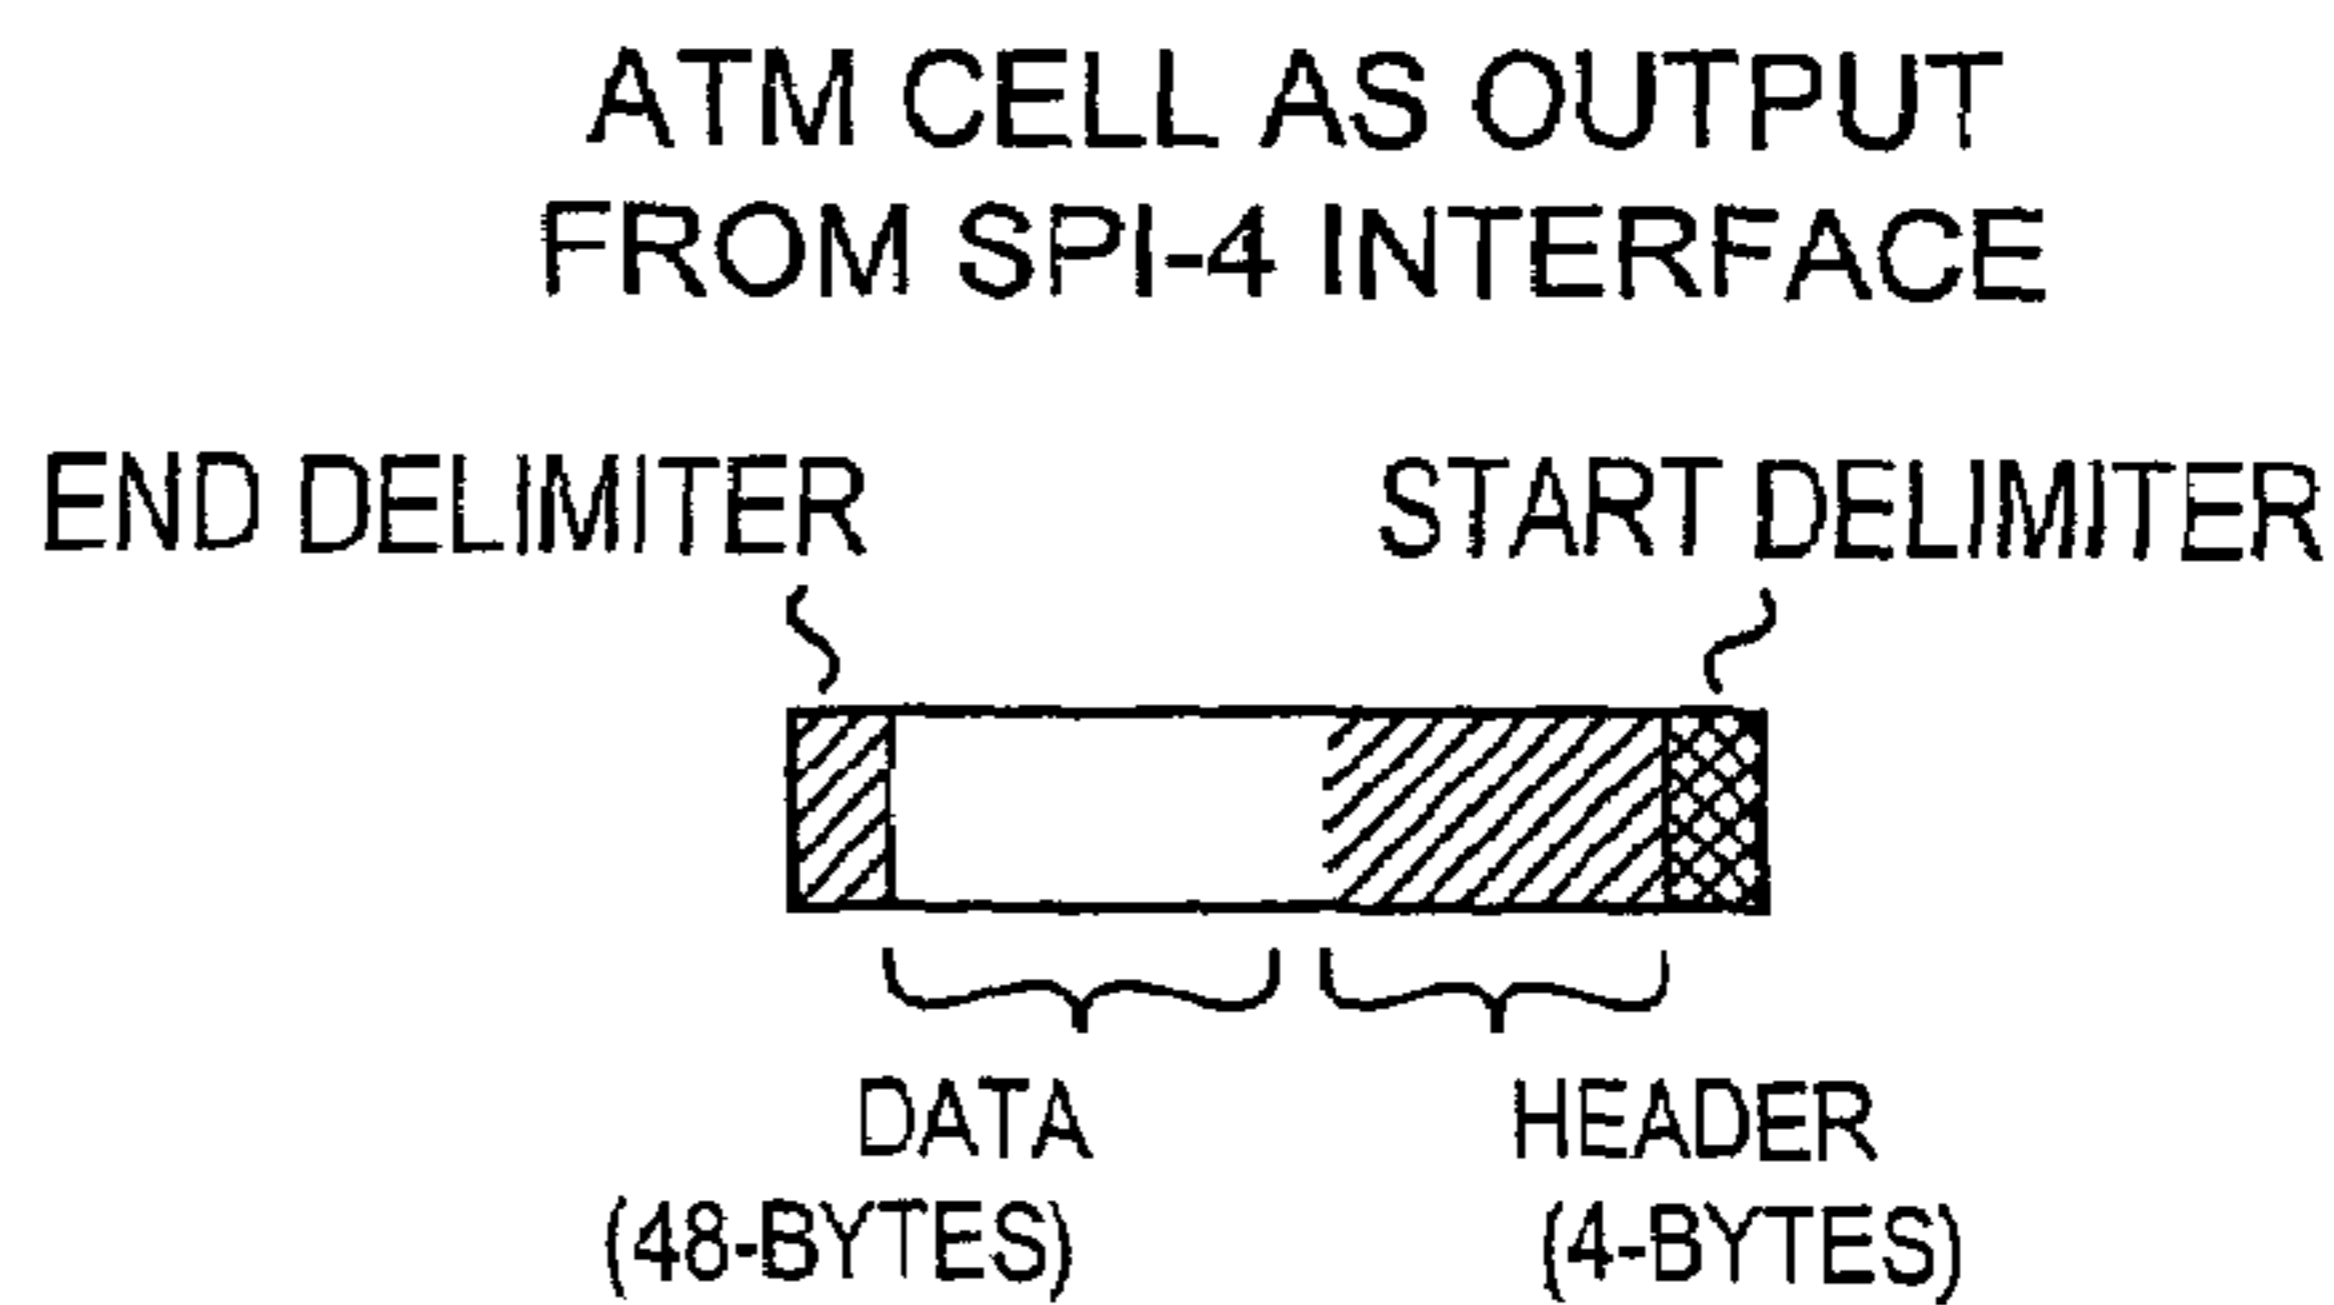 ATM CELL AS OUTPUT
FROM SPI-4 INTERFACE
END DELIMITER
START DELIMITER
DATA
(48-BYTES)
HEADER
(4-BYTES)